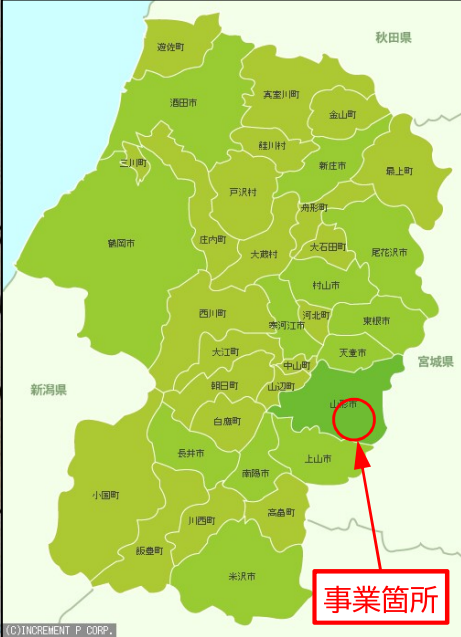 秋田県
遊佐町
酒田市
真室川町
金山町
鮭川村
新庄市
最上町
三川町
戸沢村
舟形町
鶴岡市
庄内町
大蔵村
大石田町
尾花沢市
村山市
西川町
寒河江市
河北町
東根市
大江町
中山町
天童市
宮城県
朝日町
山辺町
新潟県
山形市
白鷹町
長井市
南陽市
上山市
小国町
川西町
高畠町
飯豊町
米沢市
事業箇所
(C)INCREMENT P CORP.